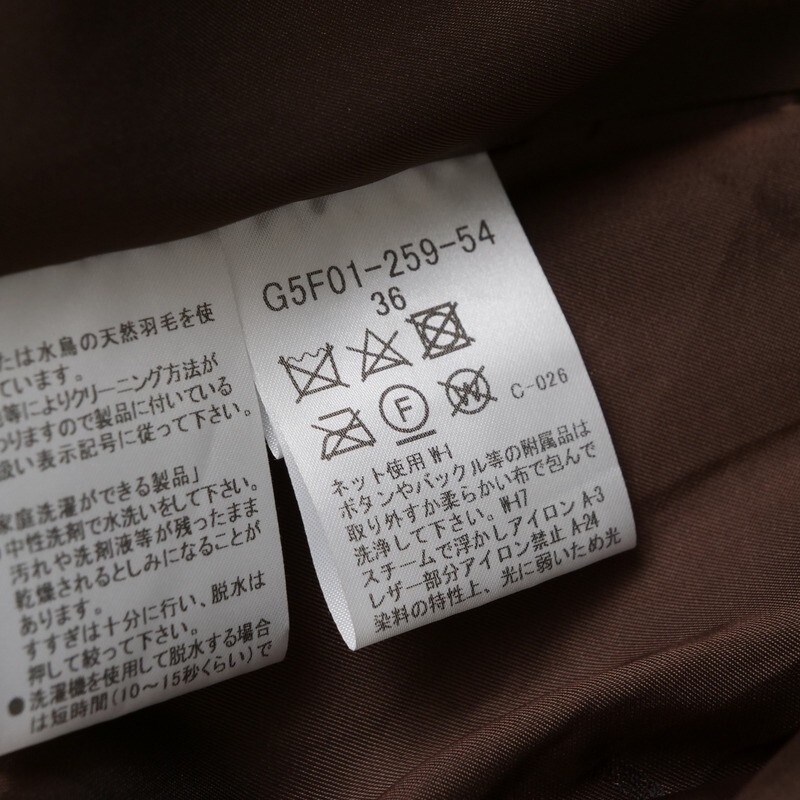 たは水鳥の天然羽毛を使
ています。
等によりクリーニング方法が
わりますので製品に付いている
扱い表示記号に従って下さい。
家庭洗濯ができる製品」
中性洗剤で水洗いをして下さい。
汚れや洗剤液等が残ったまま
乾燥されるとしみになることが
あります。
すすぎは十分に行い、脱水は
押して絞って下さい。
●洗濯機を使用して脱水する場合
は短時間(10～15秒くらい)で
G5F01-259-54
36
F
W
C-026
ネット使用 W-1
ボタンやバックル等の附属品は
取り外すか柔らかい布で包んで
洗浄して下さい。W-17
スチームで浮かしアイロン A-3
レザー部分アイロン禁止 A-24
染料の特性上、光に弱いため光